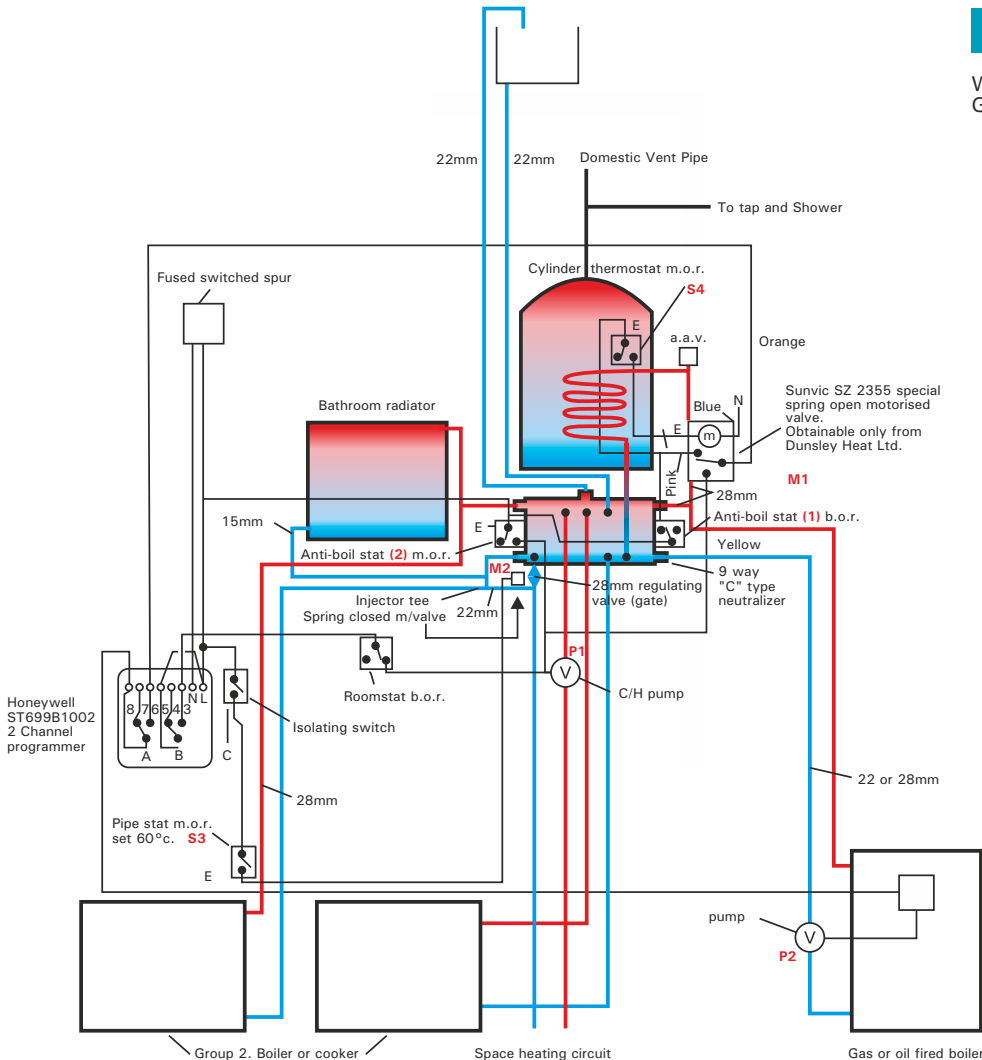 W
G
22mm
22mm
Domestic Vent Pipe
To tap and Shower
Fused switched spur
Cylinder thermostat m.o.r.
S4
E
a.a.v.
Orange
Bathroom radiator
Blue
N
Sunvic SZ 2355 special
spring open motorised
valve.
Obtainable only from
Dunsley Heat Ltd.
E
m
M1
Pink
28mm
15mm
E
Anti-boil stat (1) b.o.r.
Anti-boil stat (2) m.o.r.
Yellow
M2
9 way
"C" type
neutralizer
28mm regulating
valve (gate)
Injector tee
22mm
Spring closed m/valve
P1
V
C/H pump
Roomstat b.o.r.
Honeywell
ST699B1002
2 Channel
programmer
8 7 6 5 4 3 N L
A
B
C
Isolating switch
28mm
22 or 28mm
Pipe stat m.o.r.
set 60°c. S3
E
pump
V
P2
Group 2. Boiler or cooker
Space heating circuit
Gas or oil fired boiler